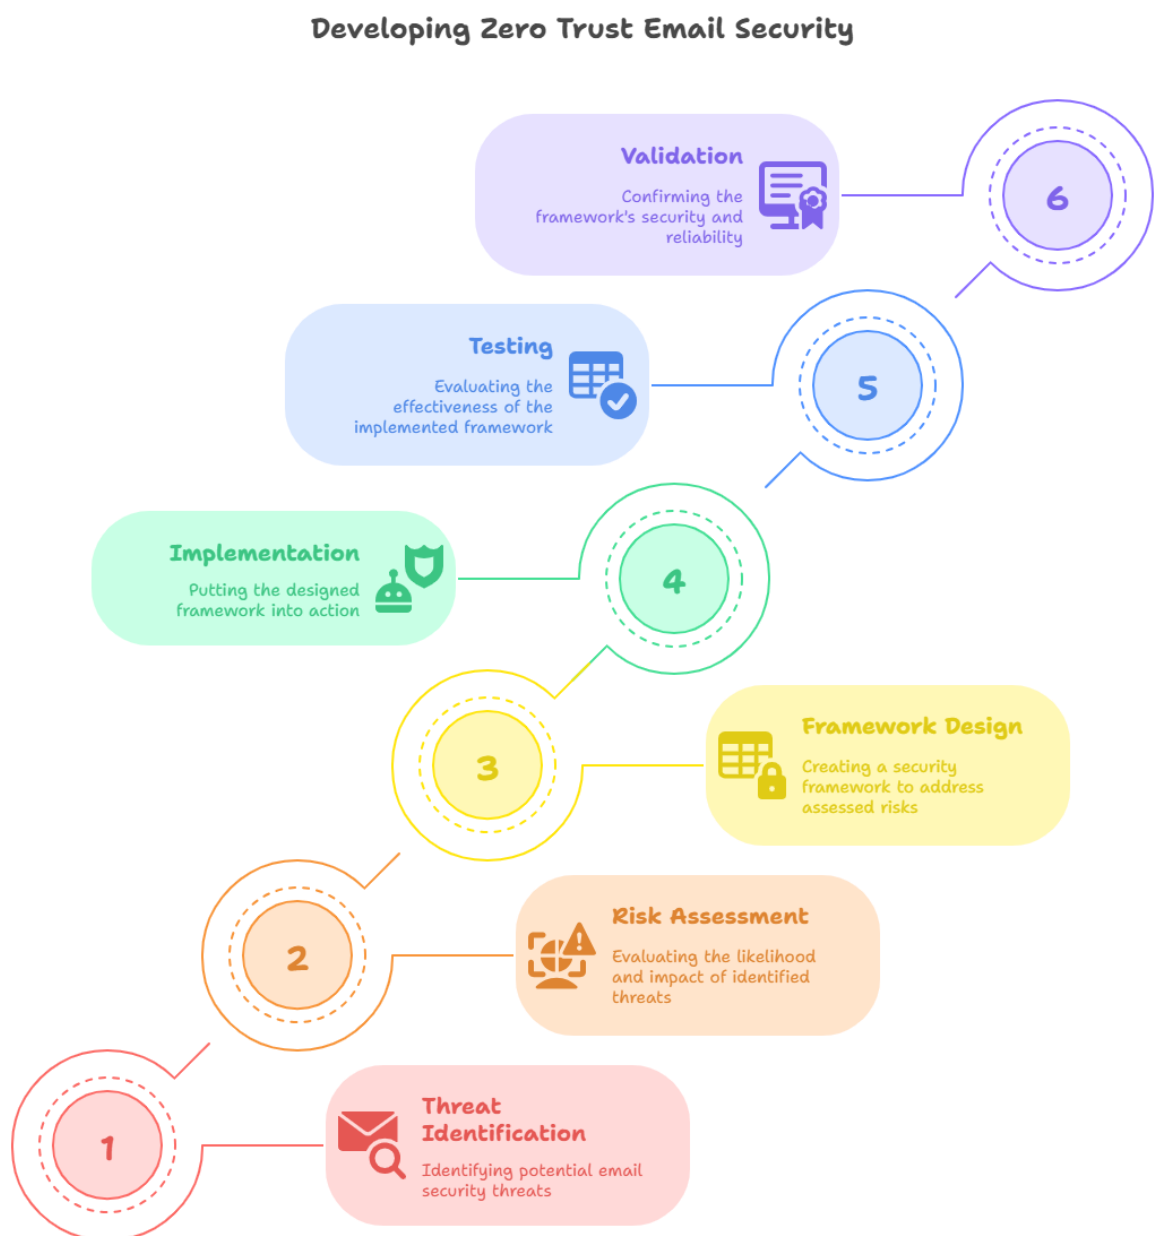 Developing Zero Trust Email Security
Validation
Confirming the
framework's security and
reliability
6
Testing
Evaluating the
effectiveness of the
implemented framework
5
Implementation
Putting the designed
framework into action
4
3
Framework Design
Creating a security
framework to address
assessed risks
2
Risk Assessment
Evaluating the likelihood
and impact of identified
threats
1
Threat
Identification
Identifying potential email
security threats